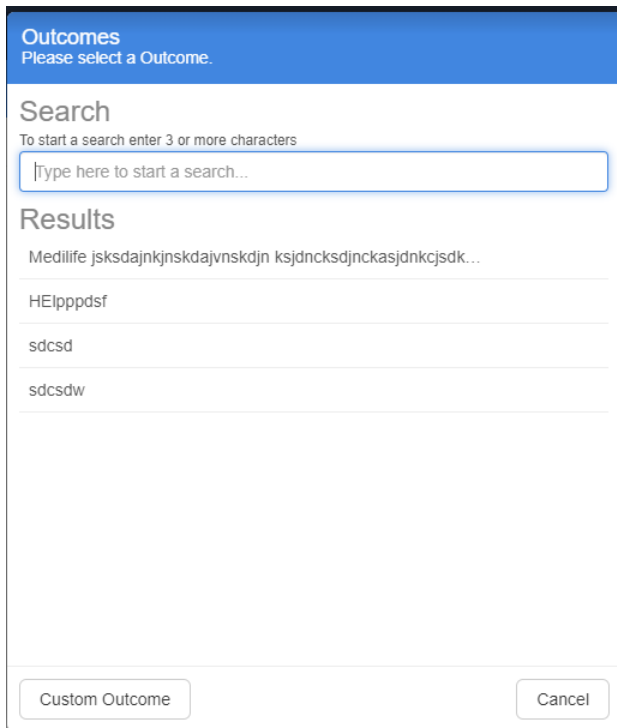 Outcomes
Please select a Outcome.
Search
To start a search enter 3 or more characters
Type here to start a search...
Results
Medilife jsksdajnkjnskdajvnskdjn ksjdncksdjnckasjdnkcjsdk...
HElpppdsf
sdcsd
sdcsdw
Custom Outcome
Cancel